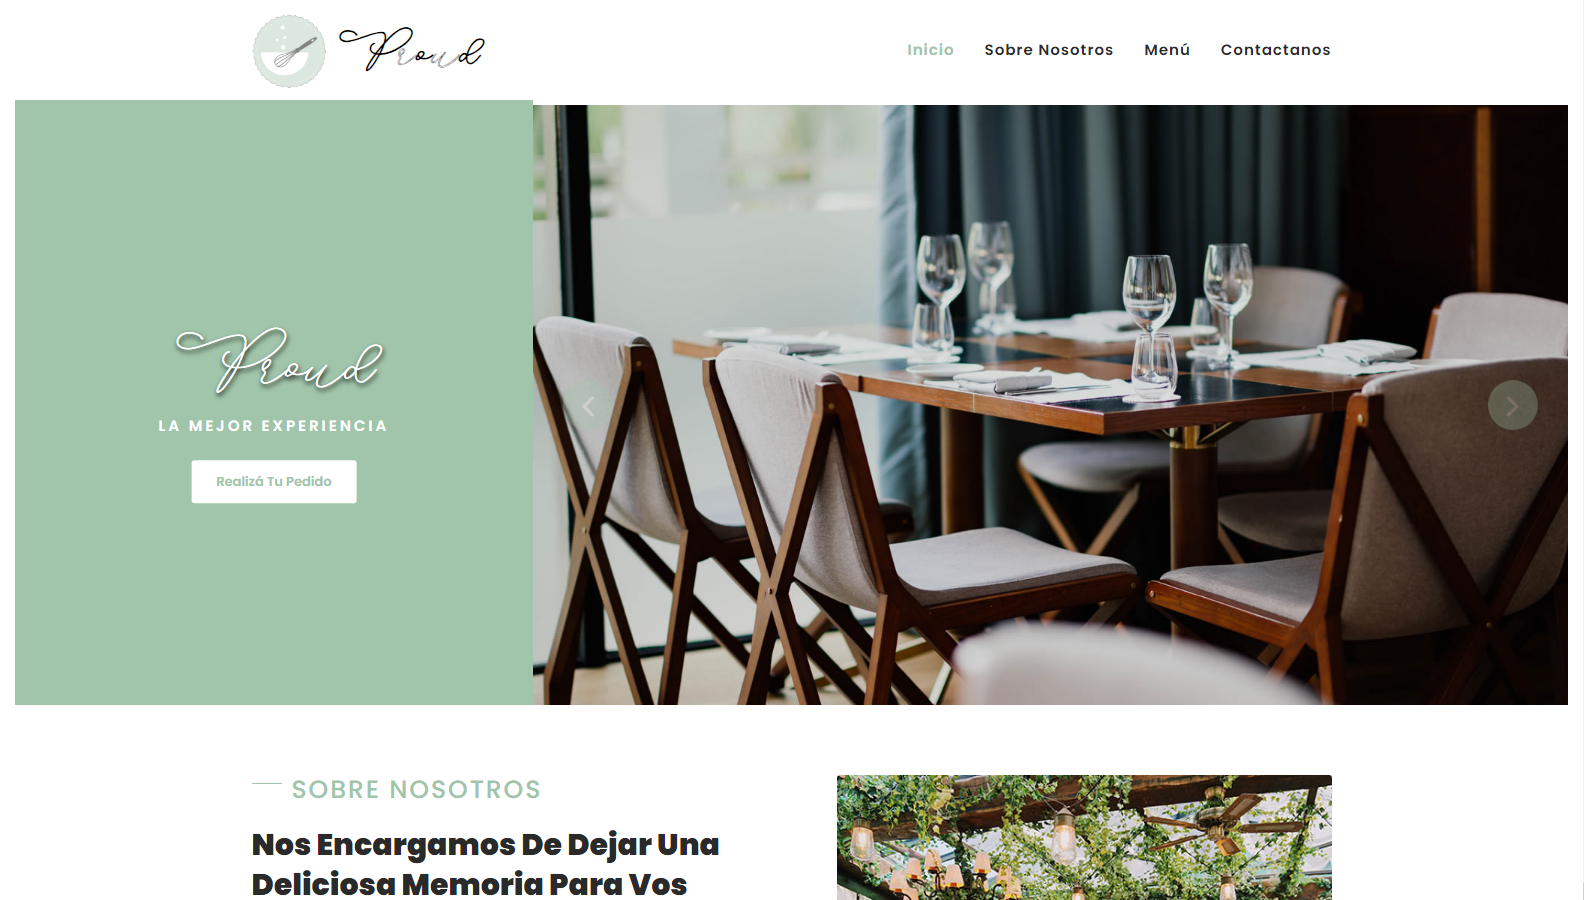 Proud
Inicio
Sobre Nosotros
Menú
Contactanos
Proud
LA MEJOR EXPERIENCIA
Realizá Tu Pedido
SOBRE NOSOTROS
Nos Encargamos De Dejar Una
Deliciosa Memoria Para Vos